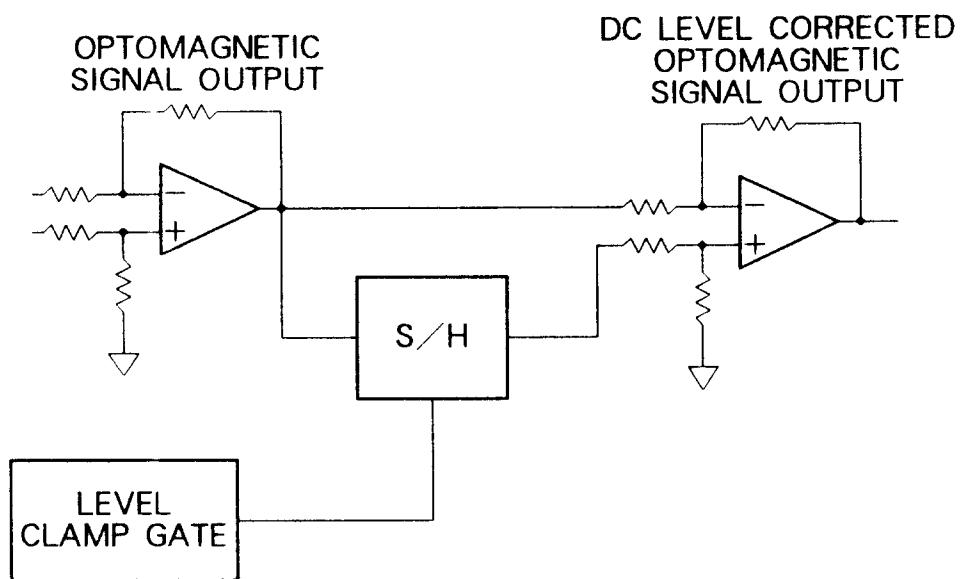 OPTOMAGNETIC
SIGNAL OUTPUT
DC LEVEL CORRECTED
OPTOMAGNETIC
SIGNAL OUTPUT
−
+
−
+
S/H
LEVEL
CLAMP GATE